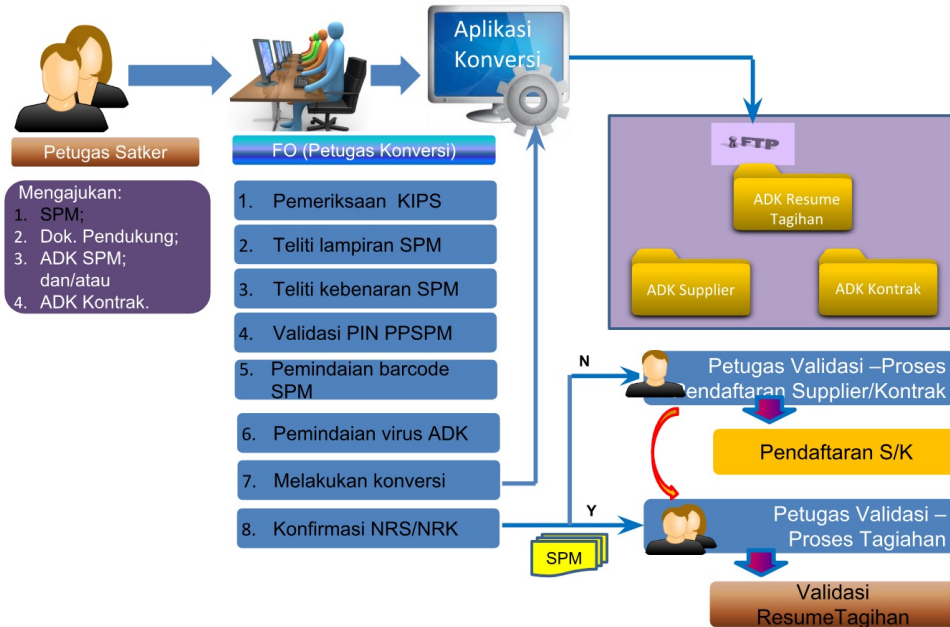 Aplikasi
Konversi
Petugas Satker
FO (Petugas Konversi)
Mengajukan:
1. SPM;
2. Dok. Pendukung;
3. ADK SPM;
dan/atau
4. ADK Kontrak.
1. Pemeriksaan KIPS
2. Teliti lampiran SPM
3. Teliti kebenaran SPM
4. Validasi PIN PPSPM
5. Pemindaian barcode
SPM
6. Pemindaian virus ADK
7. Melakukan konversi
8. Konfirmasi NRS/NRK
FTP
ADK Resume
Tagihan
ADK Supplier
ADK Kontrak
N
Petugas Validasi –Proses
Pendaftaran Supplier/Kontrak
Pendaftaran S/K
Y
SPM
Petugas Validasi –
Proses Tagiahan
Validasi
ResumeTagihan